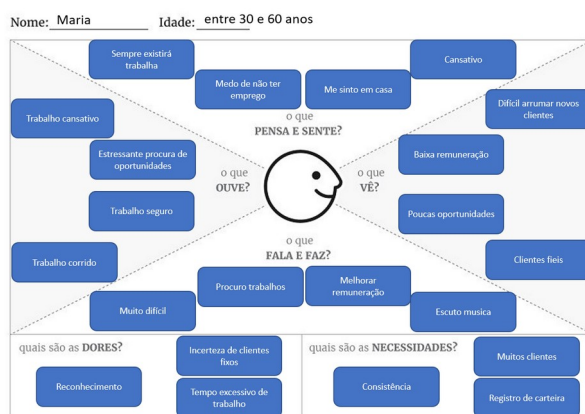 Nome: Maria Idade: entre 30 e 60 anos
Sempre existirá
trabalha
Cansativo
Medo de não ter
emprego
Me sinto em casa
Difícil arrumar novos
clientes
Trabalho cansativo
o que
PENSA E SENTE?
Estressante procura de
oportunidades
Baixa remuneração
o que
OUVE?
o que
VÊ?
Trabalho seguro
Poucas oportunidades
o que
FALA E FAZ?
Trabalho corrido
Clientes fieis
Procuro trabalhos
Melhorar
remuneração
Muito difícil
Escuto musica
quais são as DORES?
Incerteza de clientes
fixos
Reconhecimento
Tempo excessivo de
trabalho
quais são as NECESSIDADES?
Muitos clientes
Consistência
Registro de carteira